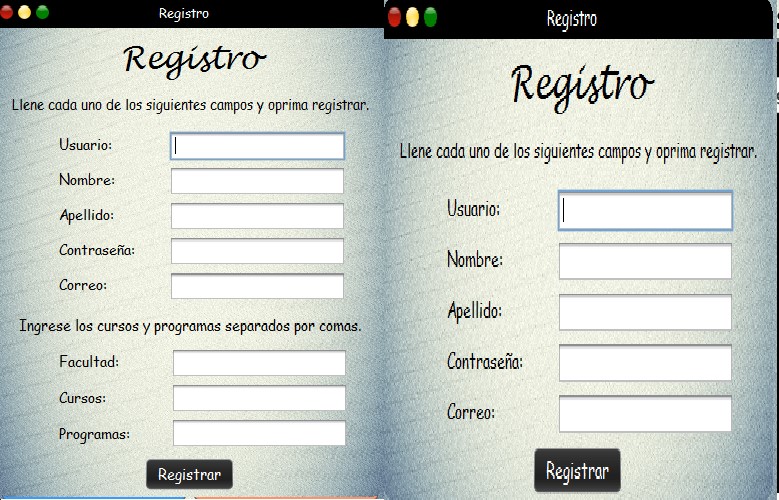 Registro
Registro
Llene cada uno de los siguientes campos y oprima registrar.
Usuario:
Nombre:
Apellido:
Contraseña:
Correo:
Ingrese los cursos y programas separados por comas.
Facultad:
Cursos:
Programas:
Registrar
Registro
Registro
Llene cada uno de los siguientes campos y oprima registrar.
Usuario:
Nombre:
Apellido:
Contraseña:
Correo:
Registrar